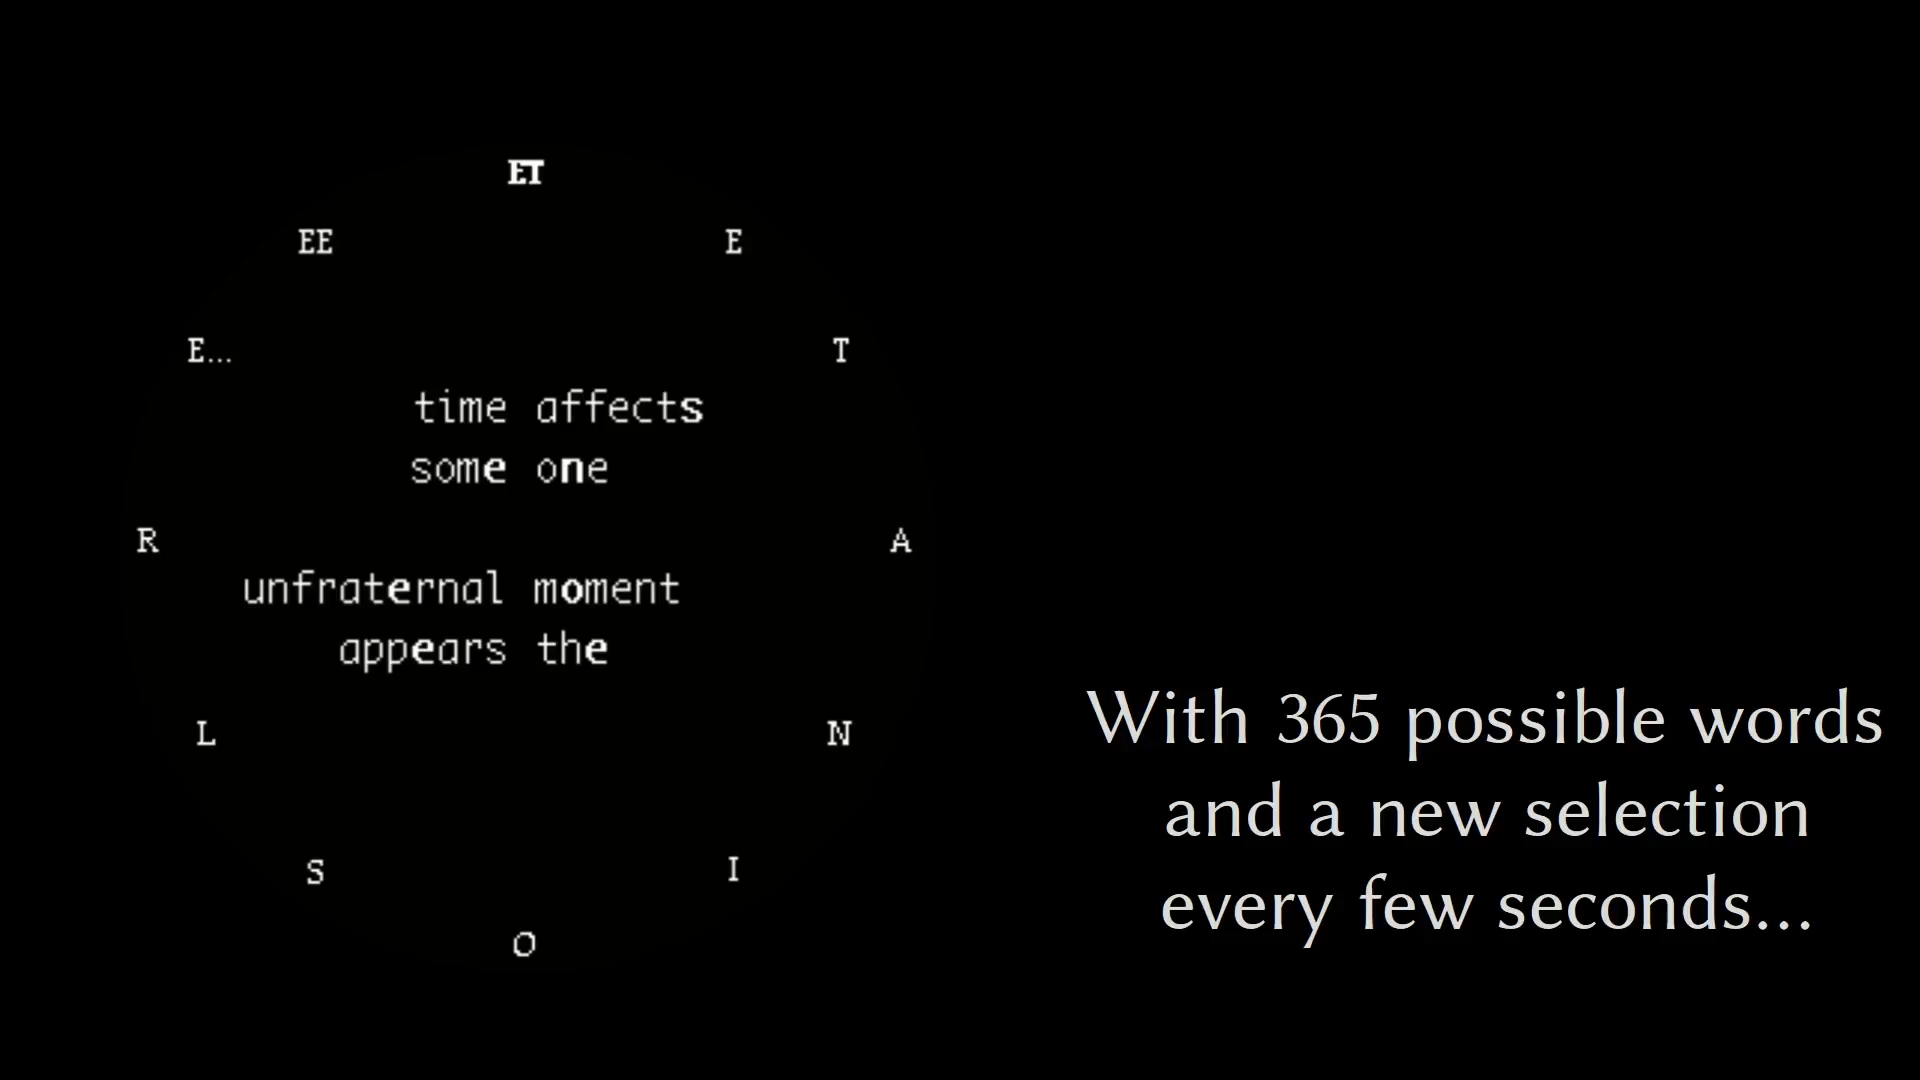 ET
EE
E
E...
T
time affects
some one
R
A
unfraternal moment
appears the
L
N
S
I
O
With 365 possible words
and a new selection
every few seconds...